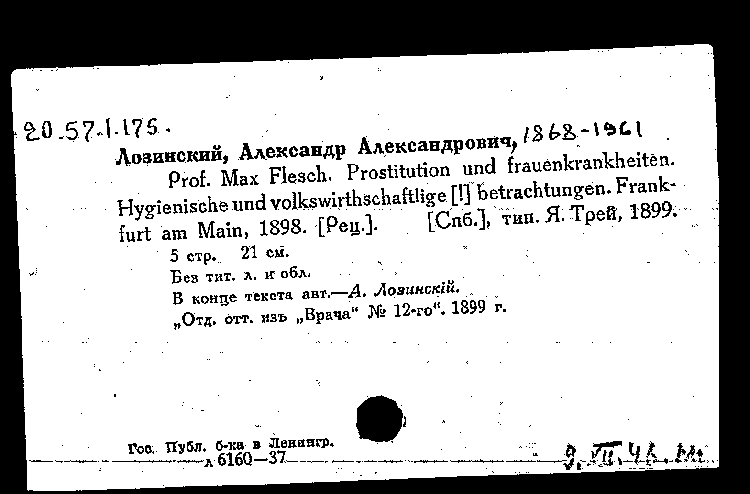 20.57.1.175.
Лозинский, Александр Александрович, 1868-1961
Prof. Max Flesch. Prostitution und frauenkrankheiten.
Hygienische und volkswirthschaftlige [!] betrachtungen. Frank-
furt am Main, 1898. [Рец.]. [Спб.], тип. Я. Трей, 1899.
5 стр. 21 см.
Без тит. л. и обл.
В конце текста авт.—А. Лозинскій.
„Отд. отт. изъ „Врача“ № 12-го“. 1899 г.
Гос. Публ. б-ка в Ленингр.
л 6160—37
9. VII.